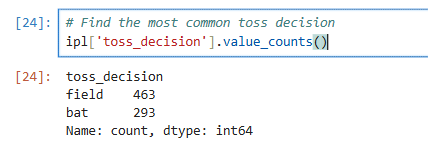 [24]: # Find the most common toss decision
ipl['toss_decision'].value_counts()
[24]: toss_decision
field    463
bat      293
Name: count, dtype: int64